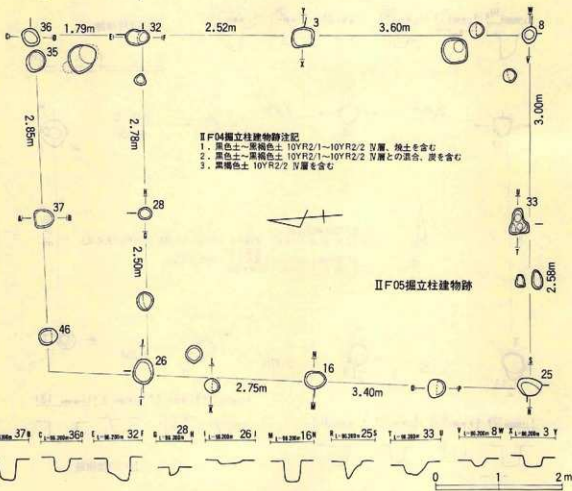 36 1.79m 32 2.52m 3 3.60m 8
35
2.85m 2.78m 3.00m
ⅡF04掘立柱建物跡注記
1. 黒色土~黒褐色土 10YR2/1~10YR2/2 Ⅳ層、焼土を含む
2. 黒色土~黒褐色土 10YR2/1~10YR2/2 Ⅳ層との混合、炭を含む
3. 黒褐色土 10YR2/2 Ⅳ層を含む
37 28 33
2.50m 2.58m
ⅡF05掘立柱建物跡
46 26 2.75m 16 3.40m 25
37 36 32 28 26 16 25 33 8 3
0 1 2m